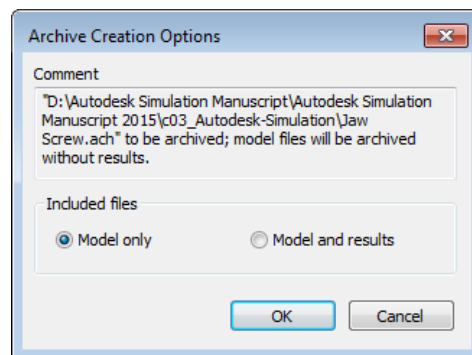 Archive Creation Options
Comment
"D:\Autodesk Simulation Manuscript\Autodesk Simulation
Manuscript 2015\c03_Autodesk-Simulation\Jaw
Screw.ach" to be archived; model files will be archived
without results.
Included files
Model only Model and results
OK Cancel